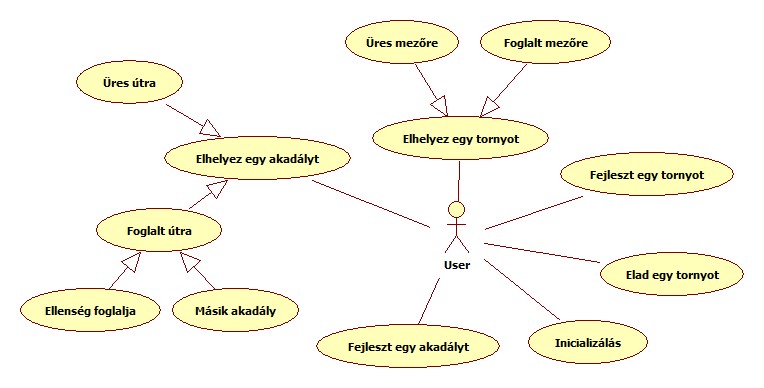 Üres mezőre
Foglalt mezőre
Üres útra
Elhelyez egy tornyot
Elhelyez egy akadályt
Fejleszt egy tornyot
Foglalt útra
User
Elad egy tornyot
Ellenség foglalja
Másik akadály
Fejleszt egy akadályt
Inicializálás